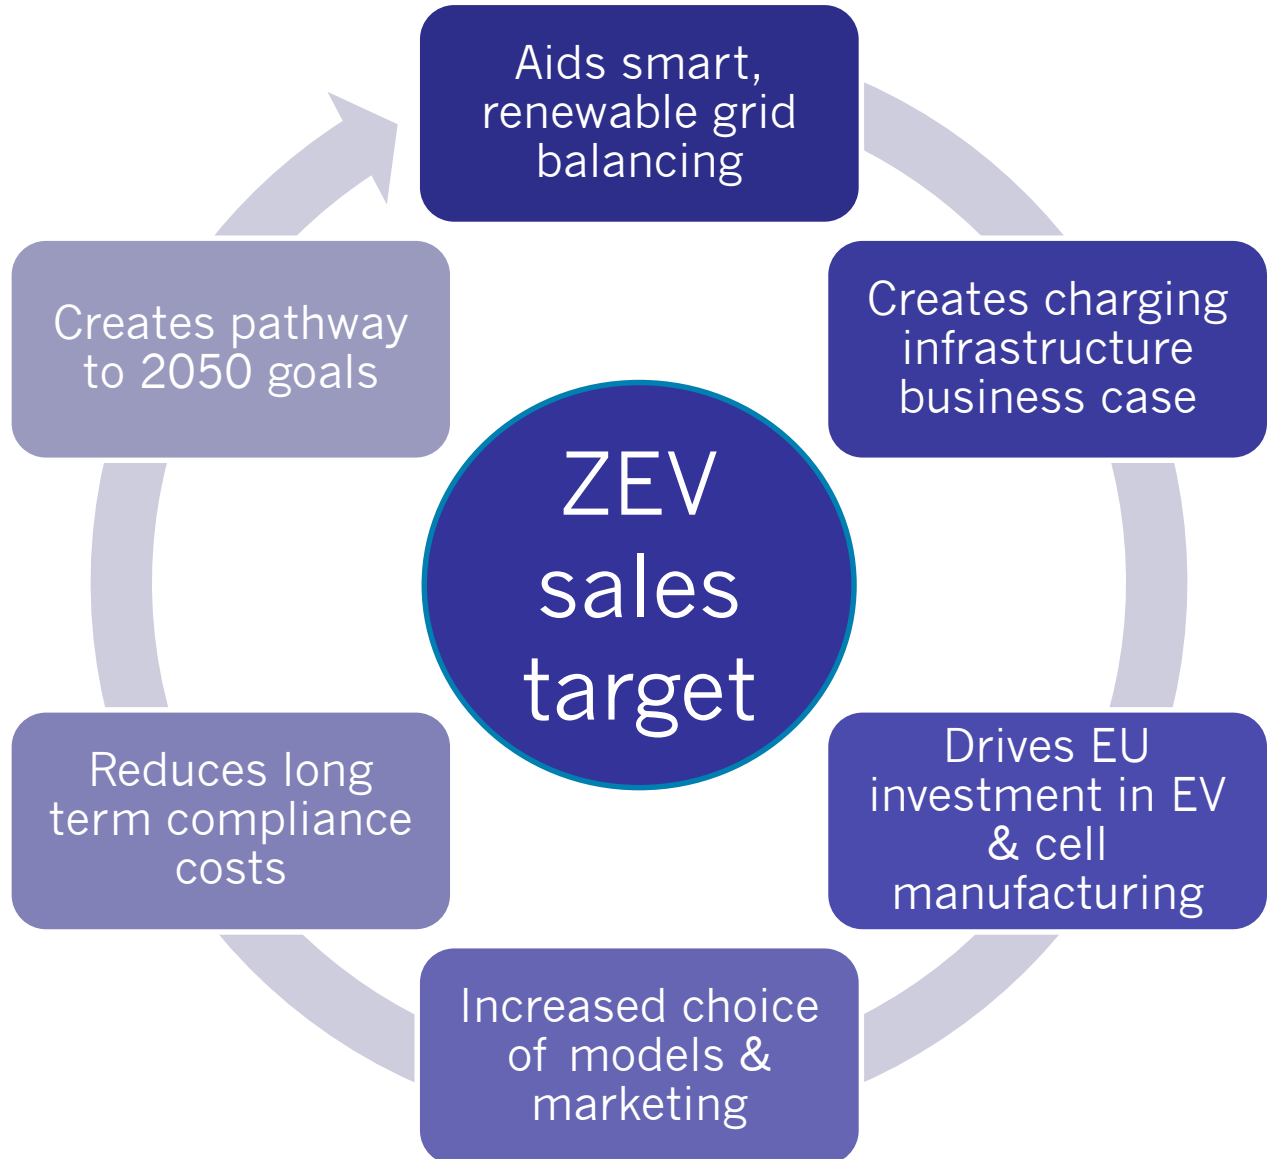 Aids smart,
renewable grid
balancing
Creates charging
infrastructure
business case
Drives EU
investment in EV
& cell
manufacturing
Increased choice
of models &
marketing
Reduces long
term compliance
costs
Creates pathway
to 2050 goals
ZEV
sales
target